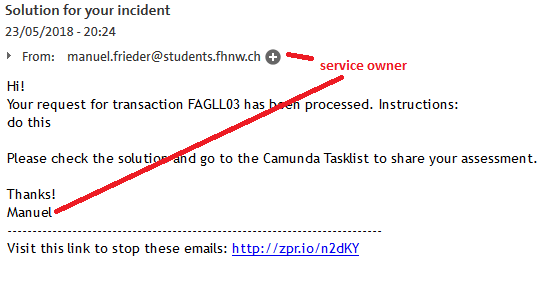 Solution for your incident
23/05/2018 - 20:24
From: manuel.frieder@students.fhnw.ch
service owner
Hi!
Your request for transaction FAGLL03 has been processed. Instructions:
do this
Please check the solution and go to the Camunda Tasklist to share your assessment.
Thanks!
Manuel
--------------------------------------------------------------------------
Visit this link to stop these emails: http://zpr.io/n2dKY